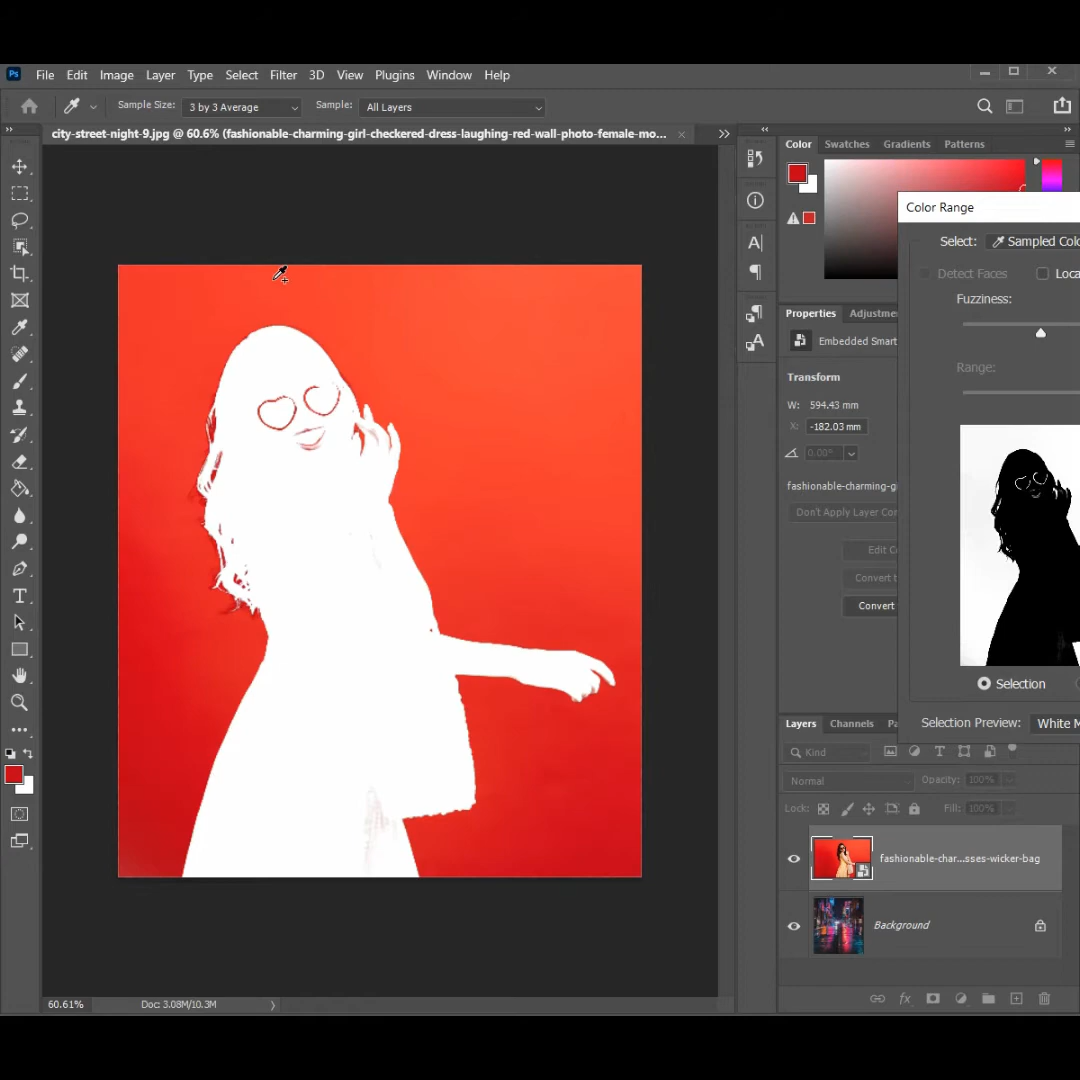 Ps File Edit Image Layer Type Select Filter 3D View Plugins Window Help
Sample Size: 3 by 3 Average Sample: All Layers
city-street-night-9.jpg @ 60.6% (fashionable-charming-girl-checkered-dress-laughing-red-wall-photo-female-mo...
Color Swatches Gradients Patterns
Color Range
Select: Sampled Colo
Detect Faces Loca
Fuzziness:
Range:
Properties Adjustme
Embedded Smart
Transform
W: 594.43 mm
X: -182.03 mm
0.00°
fashionable-charming-gi
Don't Apply Layer Con
Edit Co
Convert t
Convert
Selection
Selection Preview: White M
Layers Channels Pa
Kind
Normal Opacity: 100%
Lock: Fill: 100%
fashionable-char...sses-wicker-bag
Background
60.61% Doc: 3.08M/10.3M